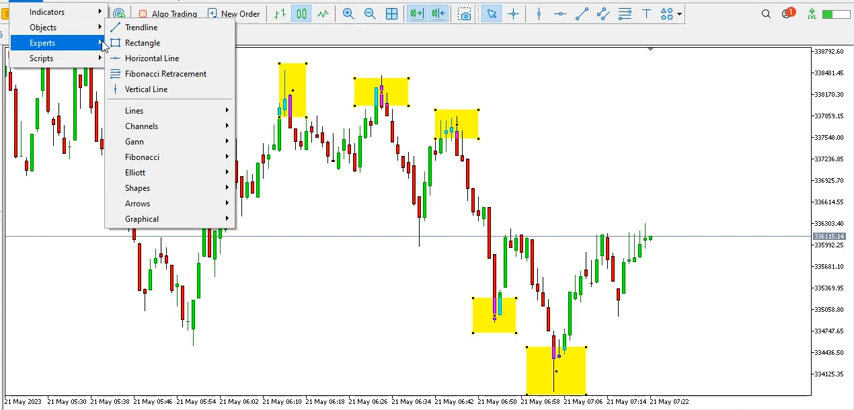 Indicators
Objects
Experts
Scripts
Trendline
Rectangle
Horizontal Line
Fibonacci Retracement
Vertical Line
Lines
Channels
Gann
Fibonacci
Elliott
Shapes
Arrows
Graphical
Algo Trading
New Order
T
1
LVL
338792.60
338481.45
338170.30
337859.15
337548.00
337236.85
336925.70
336614.55
336303.40
336115.14
335992.25
335681.10
335369.95
335058.80
334747.65
334436.50
334125.35
21 May 2023
21 May 05:30
21 May 05:38
21 May 05:46
21 May 05:54
21 May 06:02
21 May 06:10
21 May 06:18
21 May 06:26
21 May 06:34
21 May 06:42
21 May 06:50
21 May 06:58
21 May 07:06
21 May 07:14
21 May 07:22